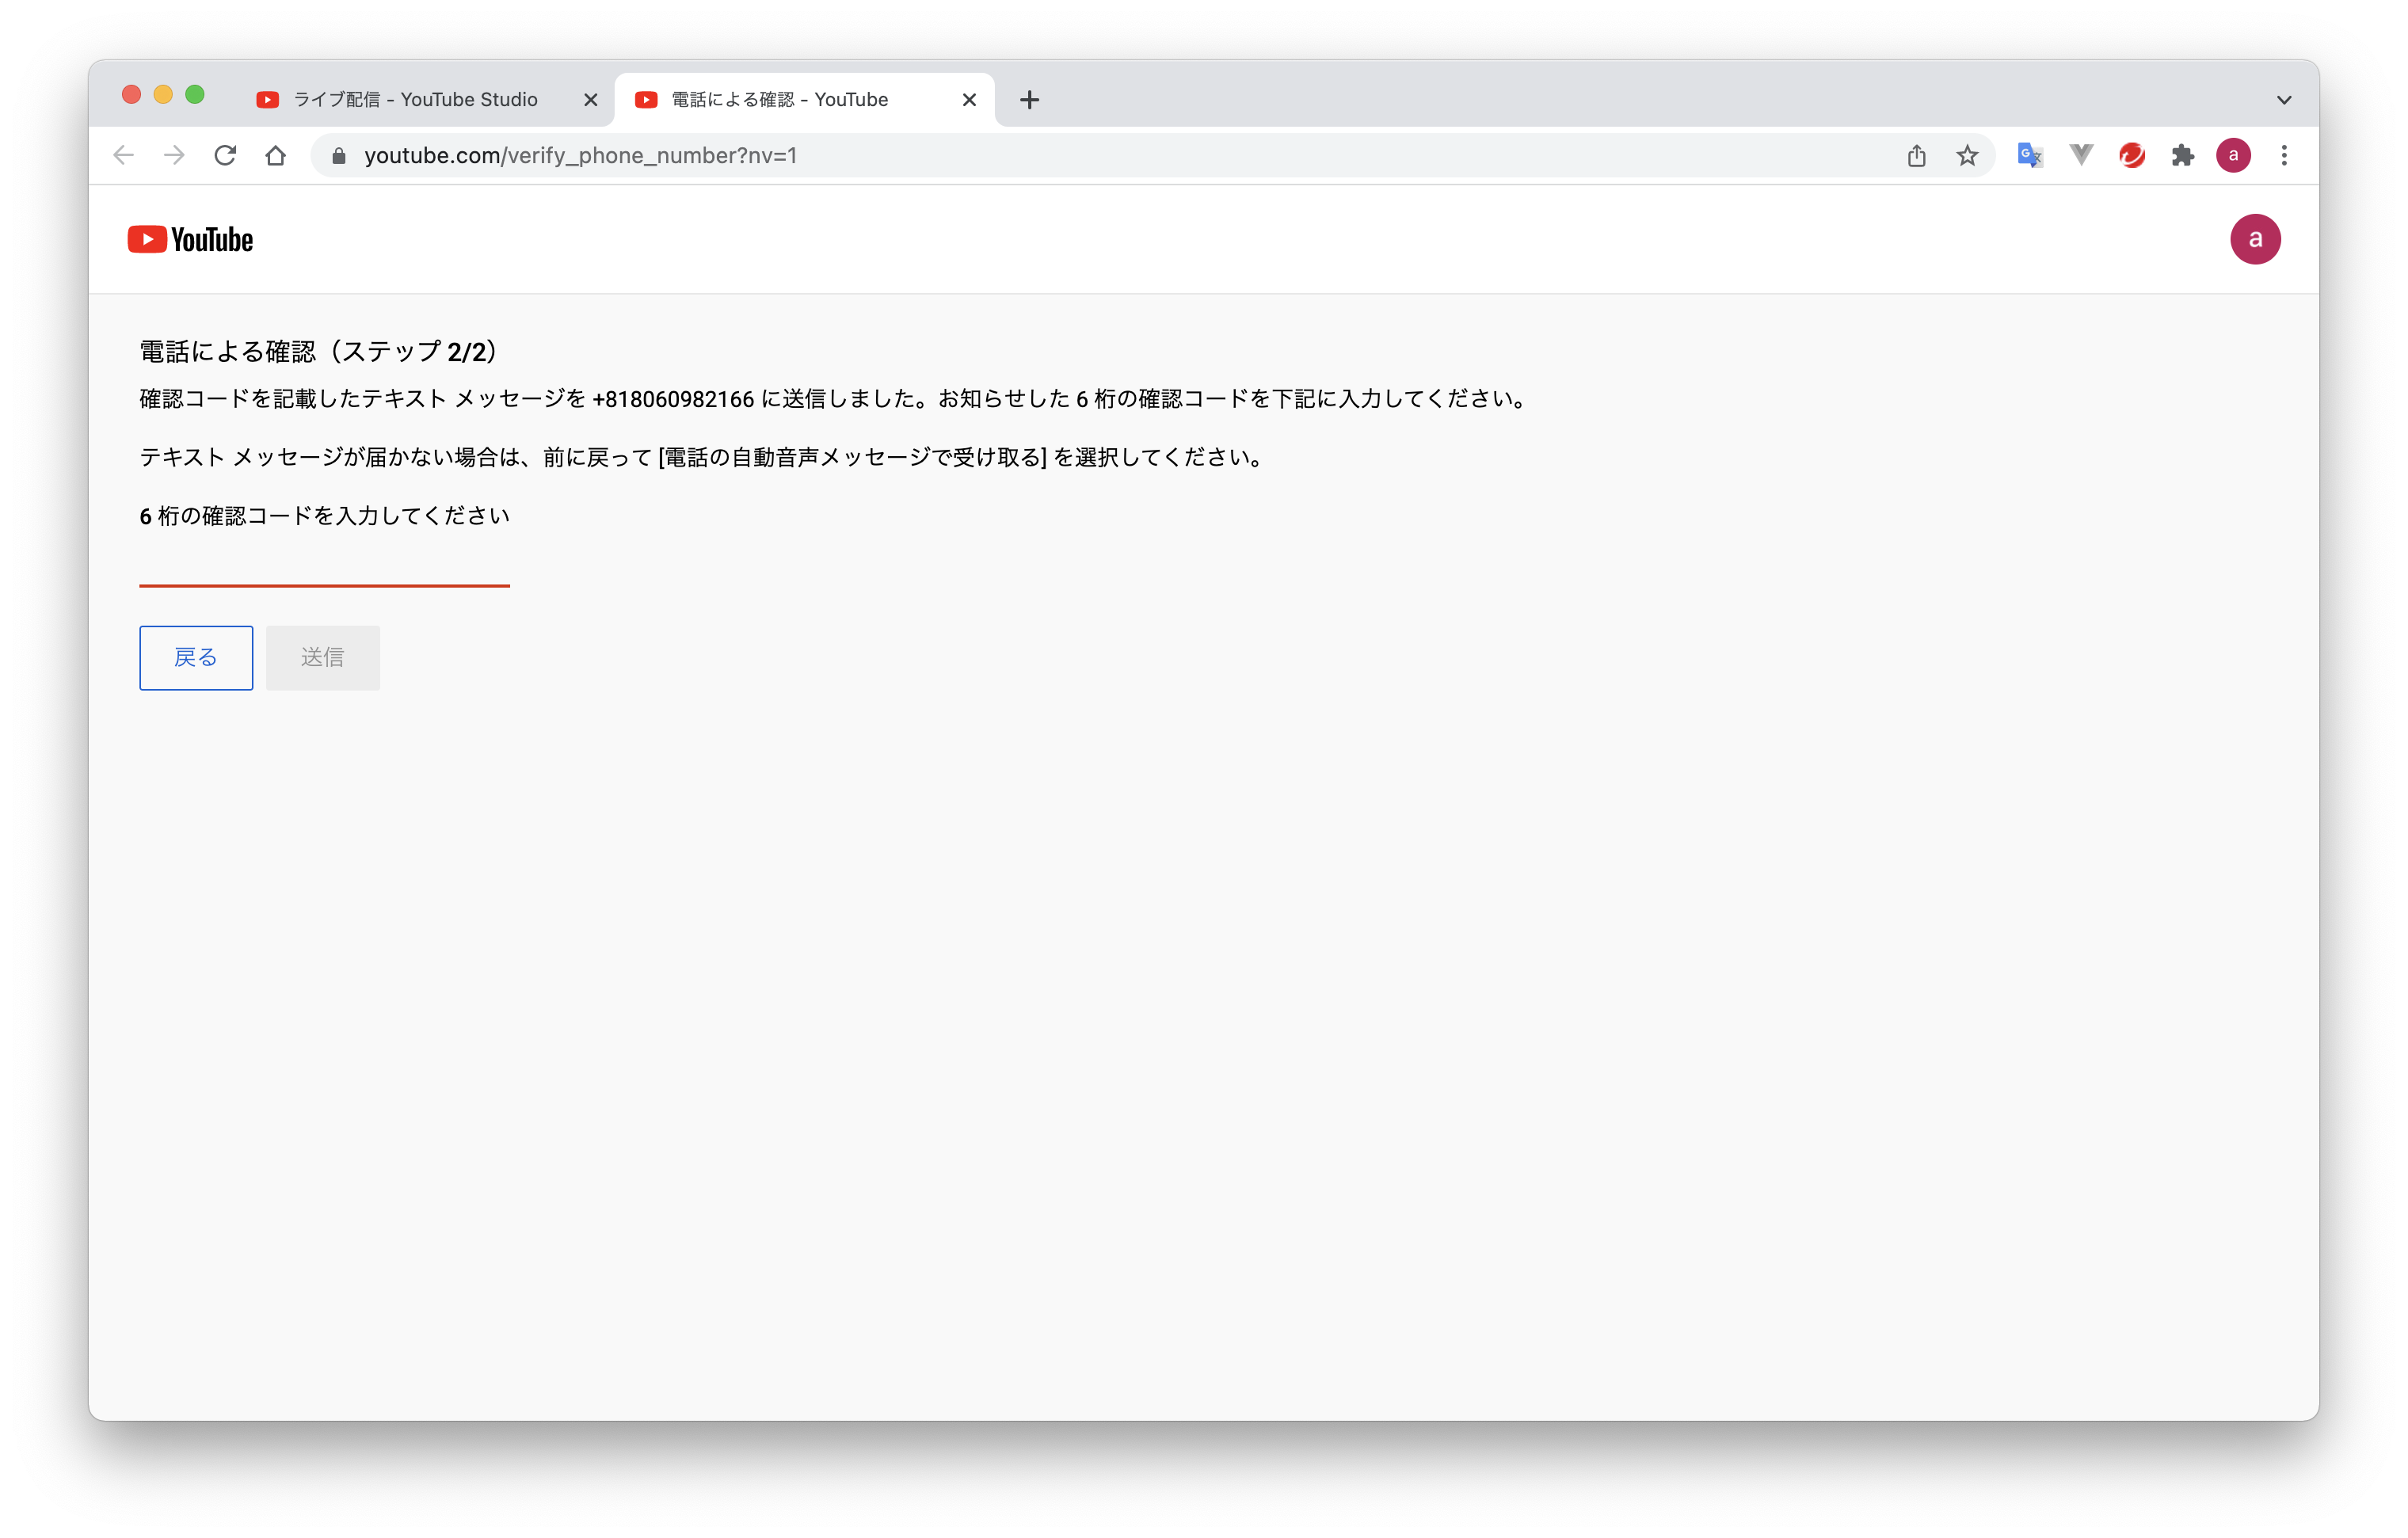 ライブ配信 - YouTube Studio
電話による確認 - YouTube
youtube.com/verify_phone_number?nv=1
a
YouTube
a
電話による確認（ステップ 2/2）
確認コードを記載したテキスト メッセージを +818060982166 に送信しました。お知らせした 6 桁の確認コードを下記に入力してください。
テキスト メッセージが届かない場合は、前に戻って [電話の自動音声メッセージで受け取る] を選択してください。
6 桁の確認コードを入力してください
戻る
送信